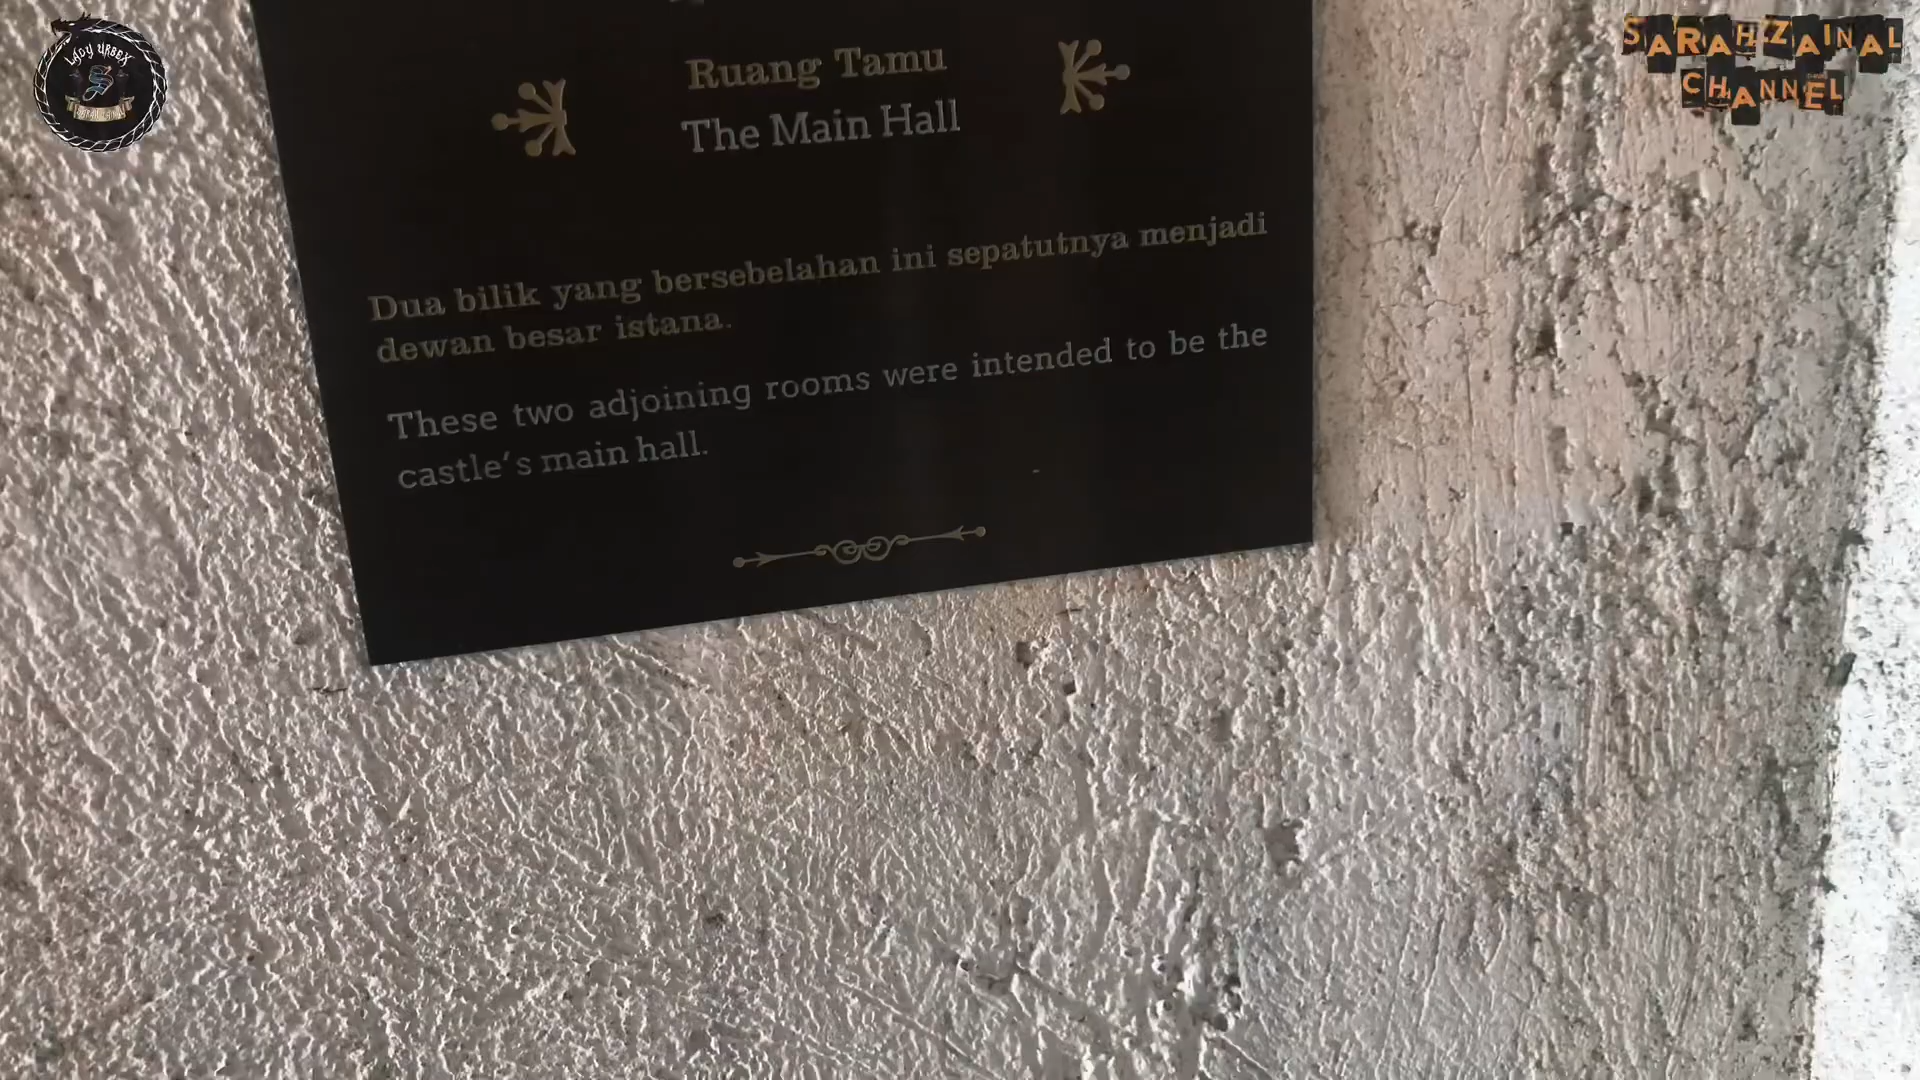 LADY URBEX
SARAHZAINAL
CHANNEL
Ruang Tamu
The Main Hall
Dua bilik yang bersebelahan ini sepatutnya menjadi
dewan besar istana.
These two adjoining rooms were intended to be the
castle's main hall.